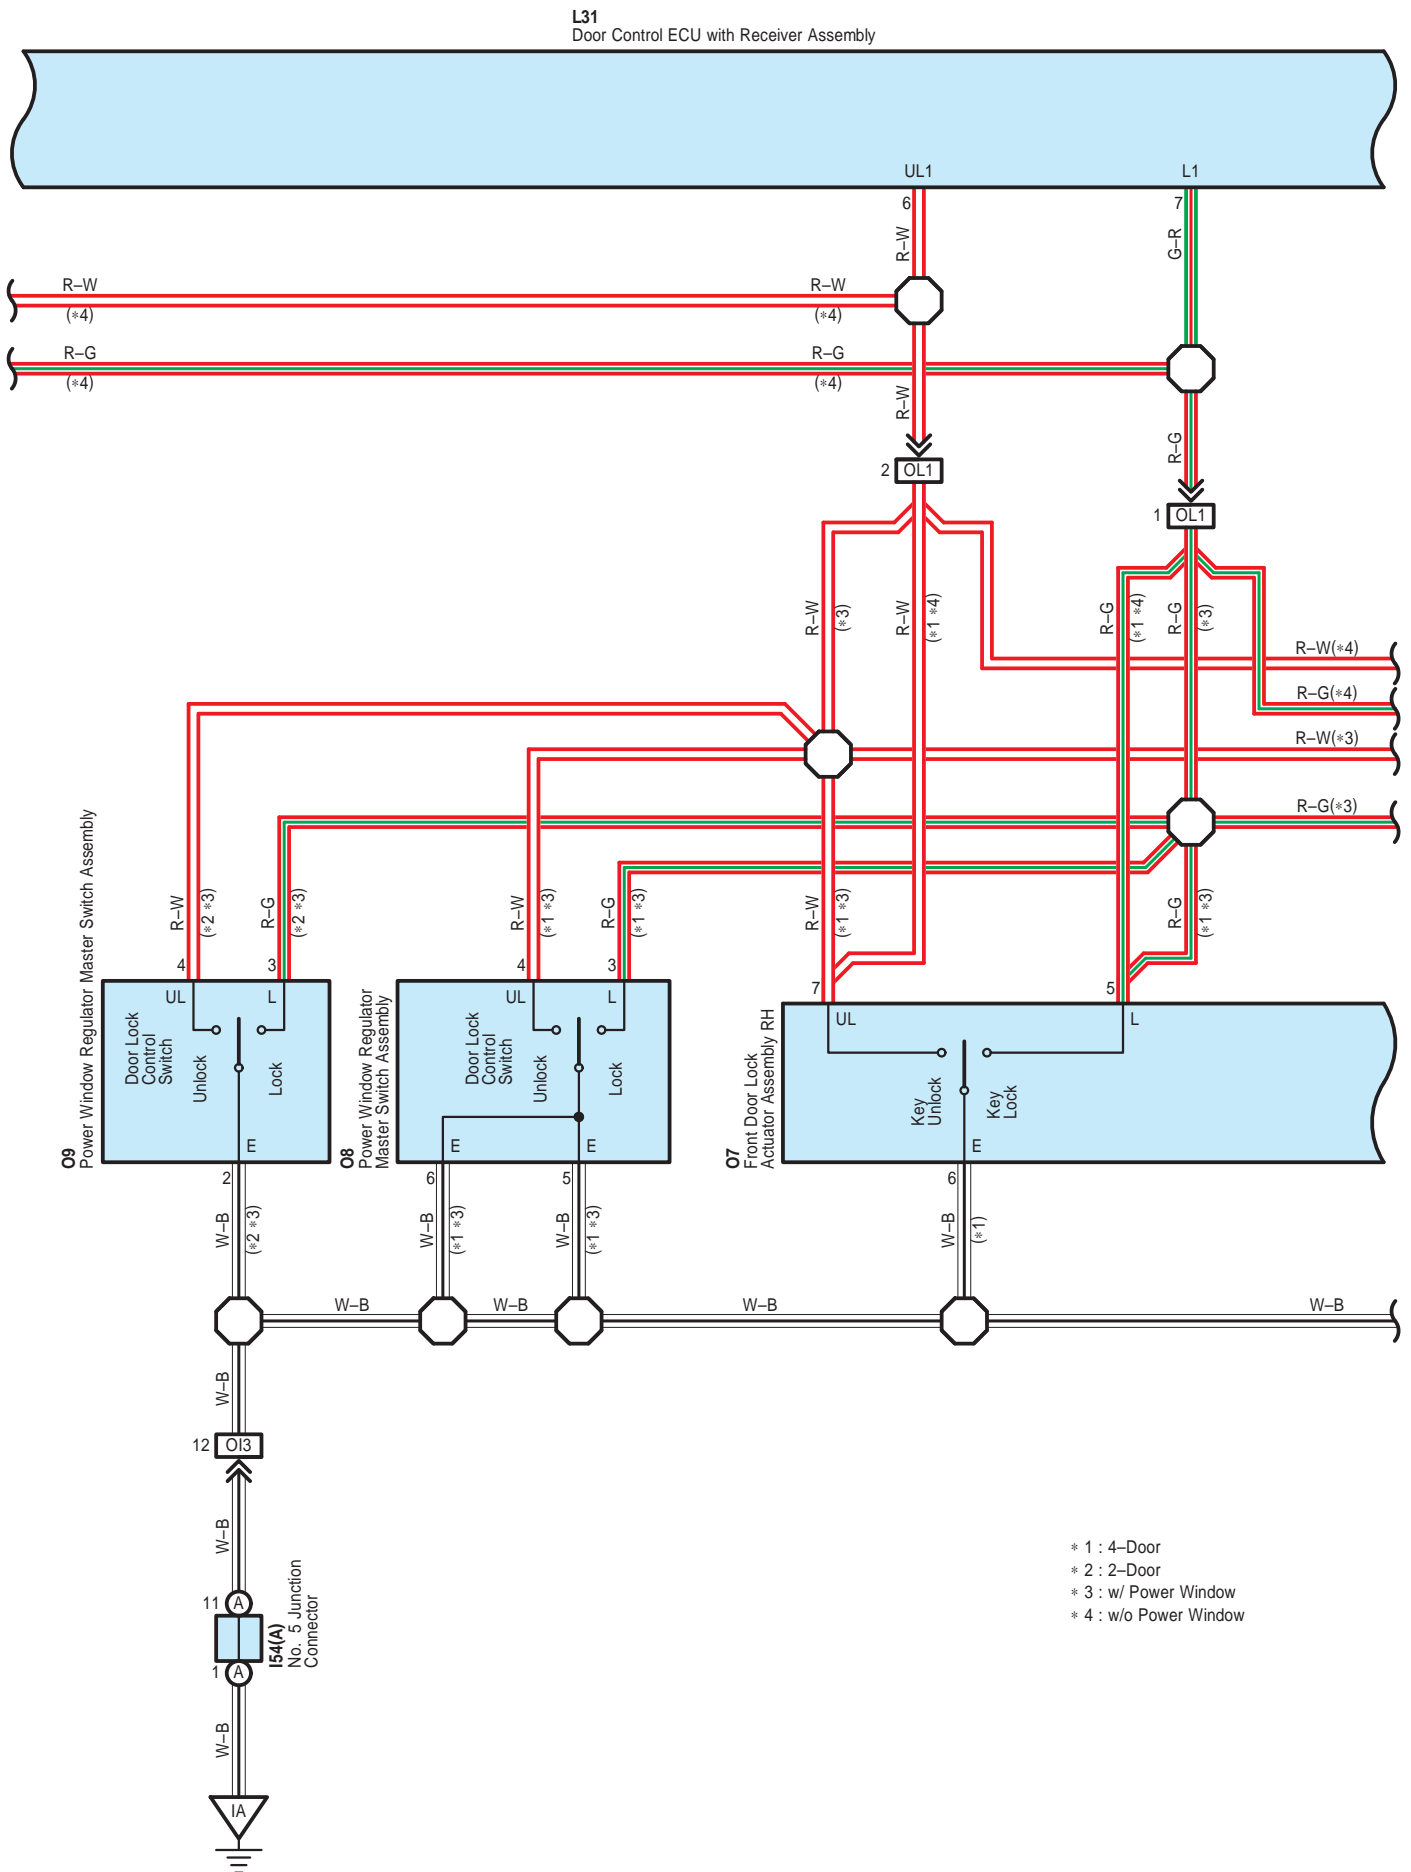 L31
Door Control ECU with Receiver Assembly
UL1
L1
6
7
R–W
G–R
R–W
(∗4)
R–W
(∗4)
R–G
(∗4)
R–G
(∗4)
R–W
R–G
2 OL1
1 OL1
R–W
(∗3)
R–W
(∗1 ∗4)
R–G
(∗1 ∗4)
R–G
(∗3)
R–W(∗4)
R–G(∗4)
R–W(∗3)
R–G(∗3)
R–W
(∗2 ∗3)
R–G
(∗2 ∗3)
R–W
(∗1 ∗3)
R–G
(∗1 ∗3)
R–W
(∗1 ∗3)
R–G
(∗1 ∗3)
4
3
4
3
7
5
O9
Power Window Regulator Master Switch Assembly
UL
L
Door Lock
Control
Switch
Unlock
Lock
E
2
O8
Power Window Regulator
Master Switch Assembly
UL
L
Door Lock
Control
Switch
Unlock
Lock
E
E
6
5
O7
Front Door Lock
Actuator Assembly RH
UL
L
Key
Unlock
Key
Lock
E
6
W–B
(∗2 ∗3)
W–B
(∗1 ∗3)
W–B
(∗1 ∗3)
W–B
(∗1)
W–B
W–B
W–B
W–B
W–B
12 OI3
W–B
11 A
I54(A)
No. 5 Junction
Connector
1 A
W–B
IA
∗ 1 : 4–Door
∗ 2 : 2–Door
∗ 3 : w/ Power Window
∗ 4 : w/o Power Window